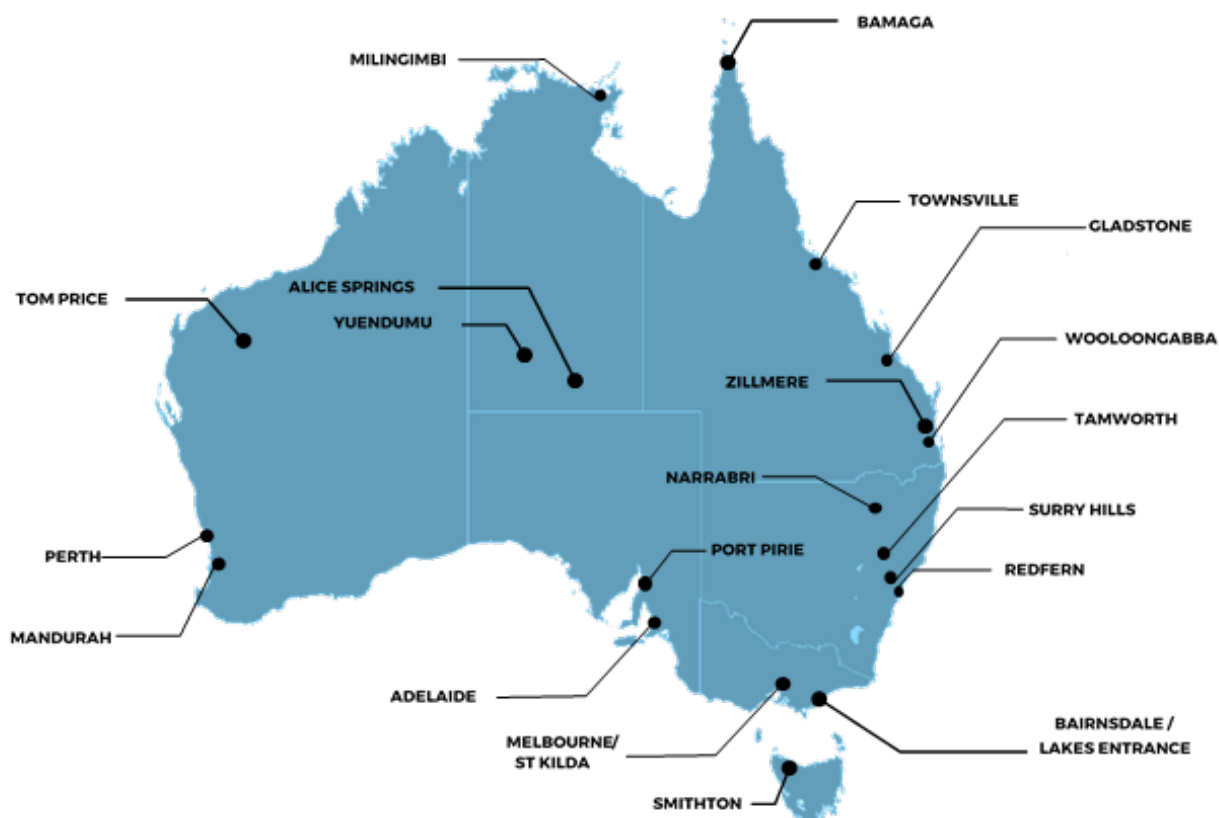 BAMAGA
MILINGIMBI
TOWNSVILLE
GLADSTONE
ALICE SPRINGS
TOM PRICE
YUENDUMU
WOOLOONGABBA
ZILLMERE
TAMWORTH
NARRABRI
SURRY HILLS
PORT PIRIE
PERTH
REDFERN
MANDURAH
ADELAIDE
BAIRNSDALE /
LAKES ENTRANCE
MELBOURNE/
ST KILDA
SMITHTON